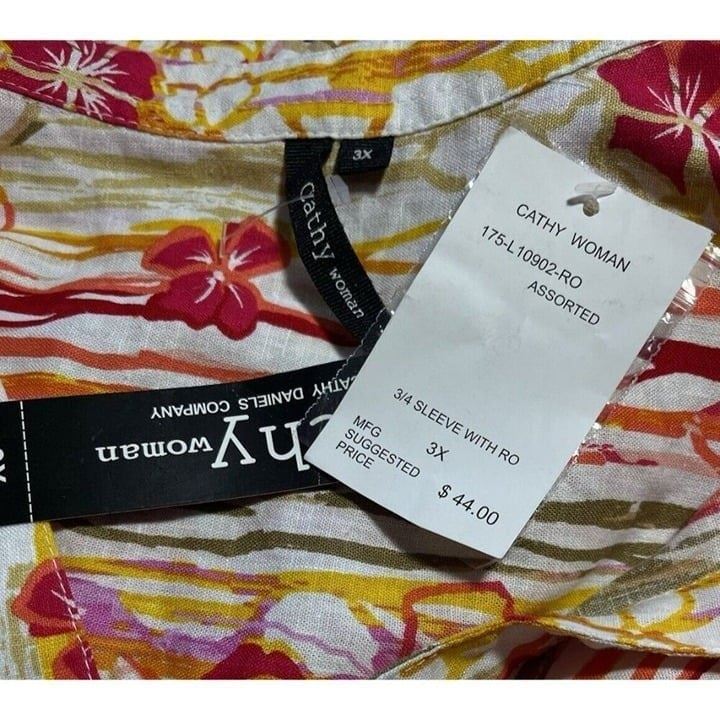 3X
Cathy woman
CATHY WOMAN
175-L10902-RO
ASSORTED
3/4 SLEEVE WITH RO
3X
MFG
SUGGESTED
PRICE
$ 44.00
CATHY DANIELS COMPANY
thy woman